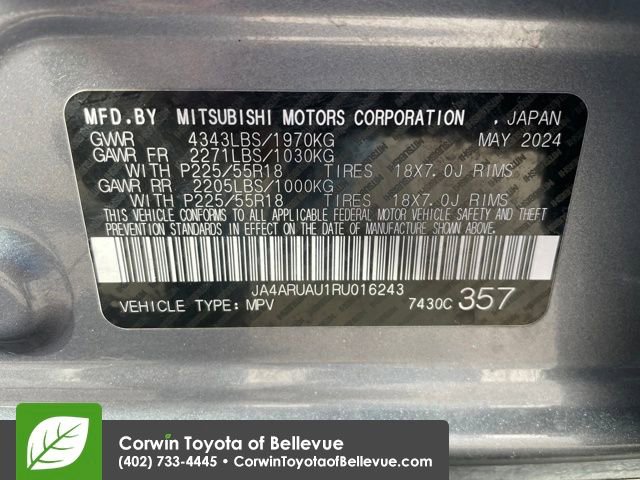 MFD.BY MITSUBISHI MOTORS CORPORATION , JAPAN
GVWR 4343LBS/1970KG MAY 2024
GAWR FR 2271LBS/1030KG
WITH P225/55R18 TIRES 18X7.0J RIMS
GAWR RR 2205LBS/1000KG
WITH P225/55R18 TIRES 18X7.0J RIMS
THIS VEHICLE CONFORMS TO ALL APPLICABLE FEDERAL MOTOR VEHICLE SAFETY AND THEFT
PREVENTION STANDARDS IN EFFECT ON THE DATE OF MANUFACTURE SHOWN ABOVE.
JA4ARUAU1RU016243
VEHICLE TYPE: MPV 7430C 357
Corwin Toyota of Bellevue
(402) 733-4445 • CorwinToyotaofBellevue.com